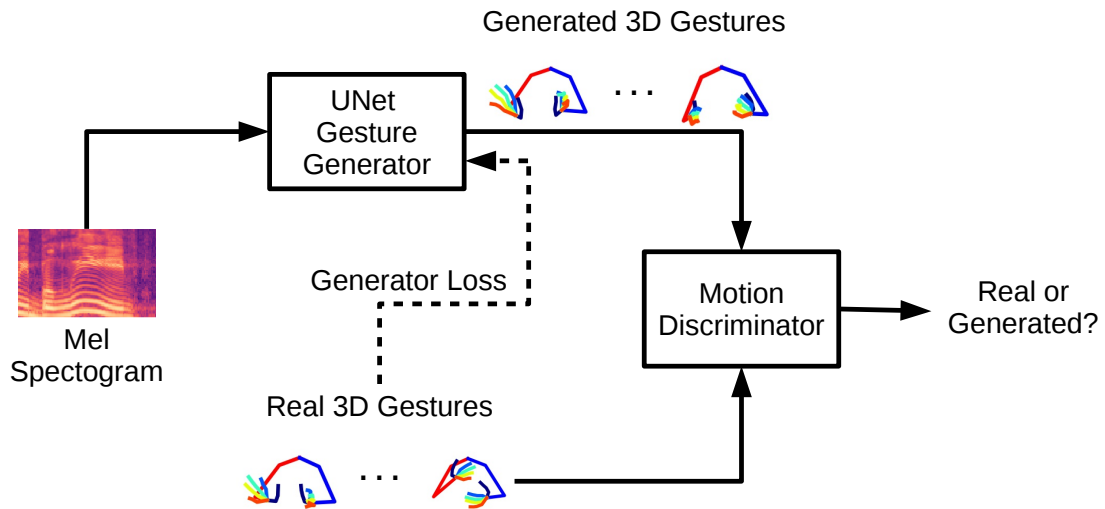 Generated 3D Gestures
. . .
UNet
Gesture
Generator
Generator Loss
Mel
Spectogram
Motion
Discriminator
Real or
Generated?
Real 3D Gestures
. . .